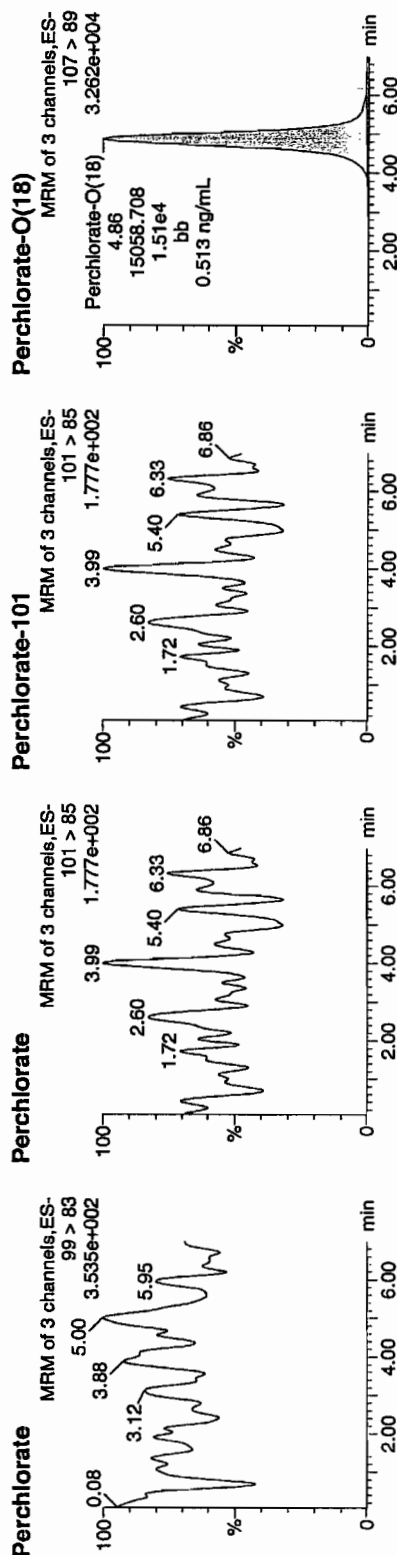 Perchlorate
MRM of 3 channels,ES-
99 > 83
3.535e+002
100
%
0
0.08
3.12
3.88
5.00
5.95
2.00
4.00
6.00
min
Perchlorate
MRM of 3 channels,ES-
101 > 85
1.777e+002
100
%
0
1.72
2.60
3.99
5.40
6.33
6.86
2.00
4.00
6.00
min
Perchlorate-101
MRM of 3 channels,ES-
101 > 85
1.777e+002
100
%
0
1.72
2.60
3.99
5.40
6.33
6.86
2.00
4.00
6.00
min
Perchlorate-O(18)
MRM of 3 channels,ES-
107 > 89
3.262e+004
100
%
0
Perchlorate-O(18)
4.86
15058.708
1.51e4
bb
0.513 ng/mL
2.00
4.00
6.00
min